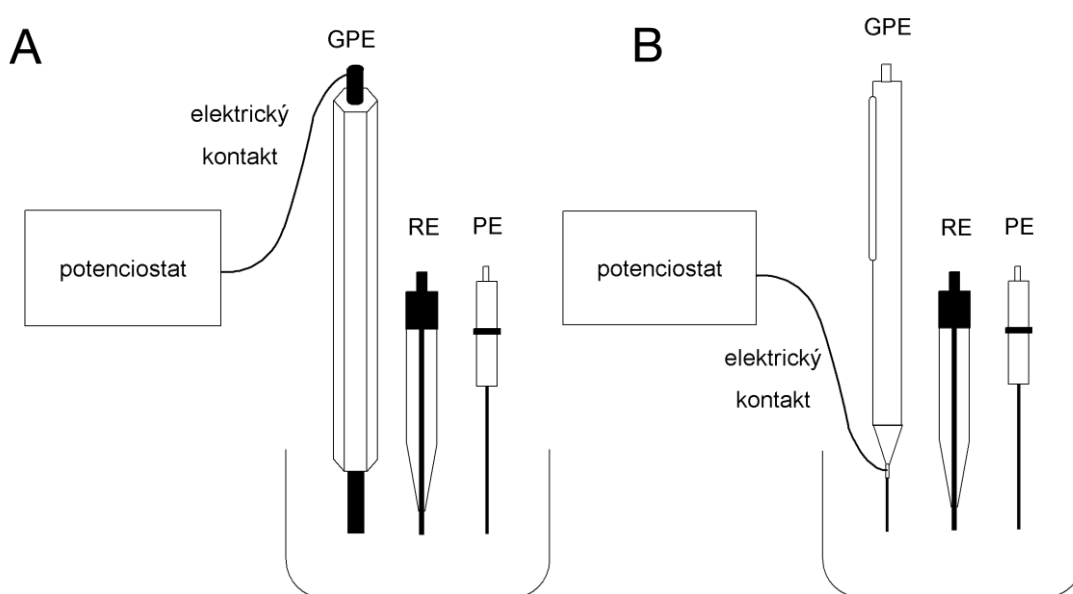 A
GPE
elektrický
kontakt
potenciostat
RE
PE
B
GPE
potenciostat
elektrický
kontakt
RE
PE